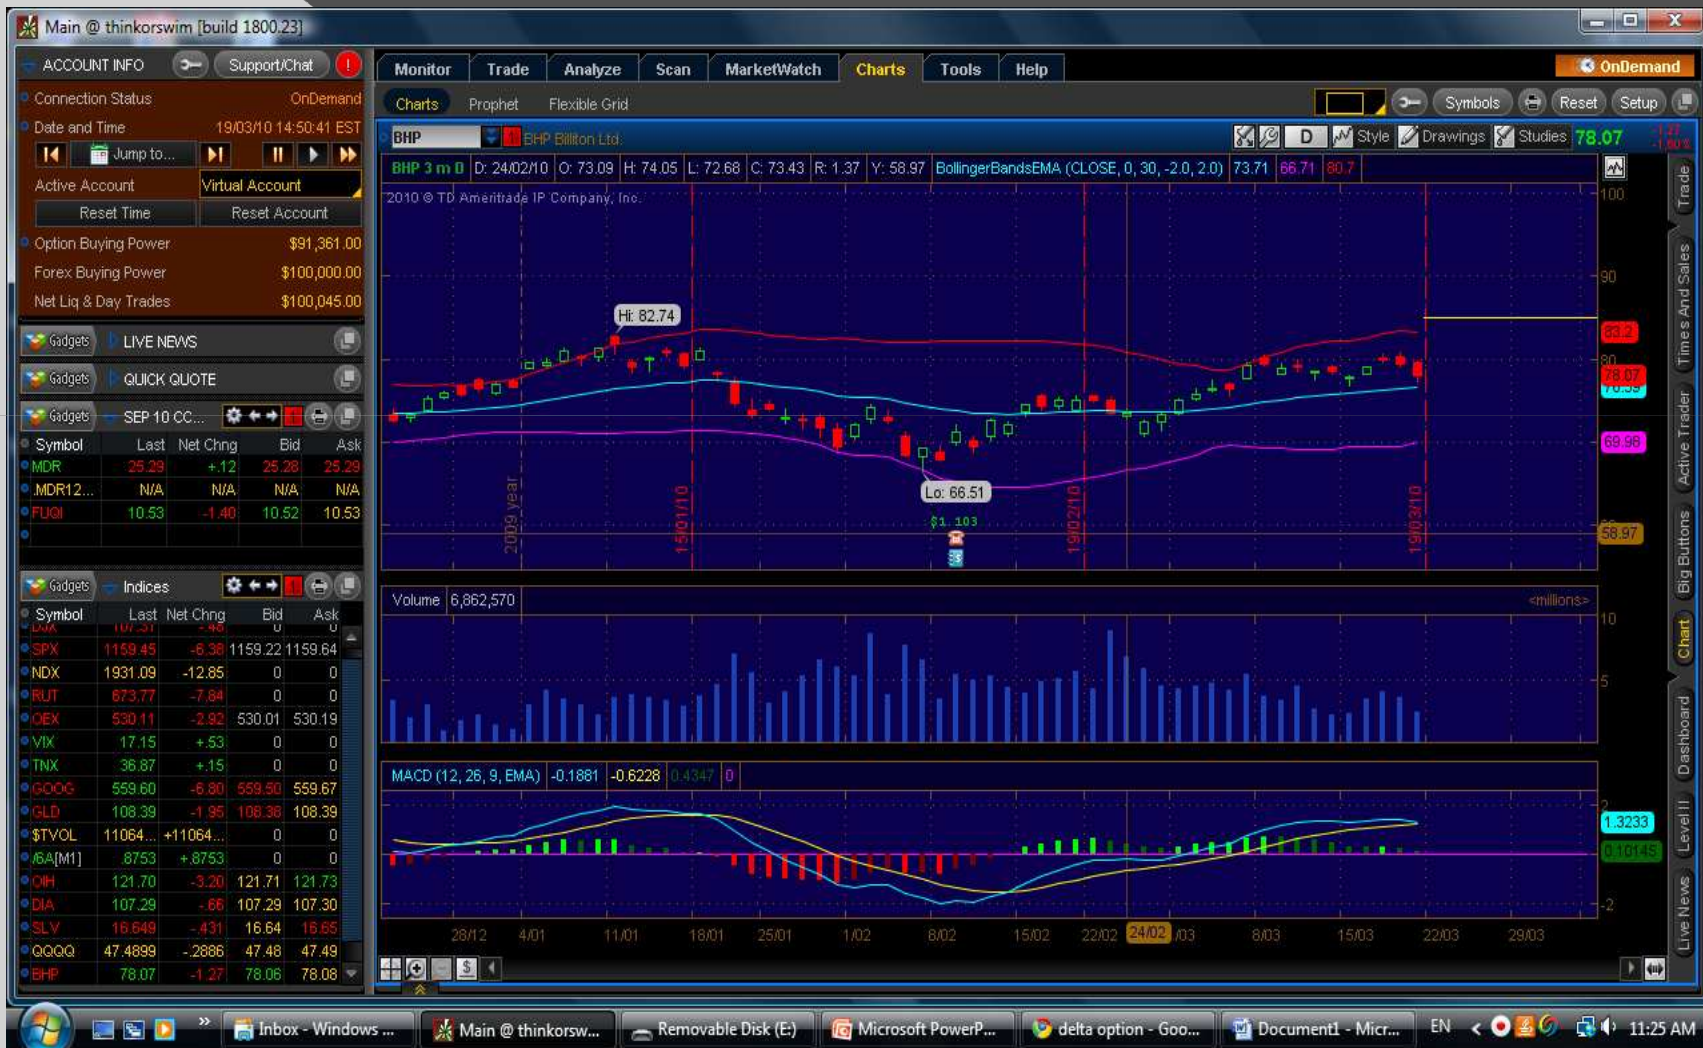 Main @ thinkorswim [build 1800.23]
ACCOUNT INFO Support/Chat !
Connection Status OnDemand
Date and Time 19/03/10 14:50:41 EST
Jump to...
Active Account Virtual Account
Reset Time Reset Account
Option Buying Power $91,361.00
Forex Buying Power $100,000.00
Net Liq & Day Trades $100,045.00
Gadgets LIVE NEWS
Gadgets QUICK QUOTE
Gadgets SEP 10 CC... 1
Symbol Last Net Chng Bid Ask
MDR 25.29 +.12 25.28 25.29
.MDR12... N/A N/A N/A N/A
FUQI 10.53 -1.40 10.52 10.53
Gadgets Indices
Symbol Last Net Chng Bid Ask
DJX 107.31 -.48 0 0
SPX 1159.45 -6.38 1159.22 1159.64
NDX 1931.09 -12.85 0 0
RUT 673.77 -7.84 0 0
OEX 530.11 -2.92 530.01 530.19
VIX 17.15 +.53 0 0
TNX 36.87 +.15 0 0
GOOG 559.60 -6.80 559.50 559.67
GLD 108.39 -1.95 108.38 108.39
$TVOL 11064... +11064... 0 0
/6A[M1] .8753 +.8753 0 0
OIH 121.70 -3.20 121.71 121.73
DIA 107.29 -.66 107.29 107.30
SLV 16.649 -.431 16.64 16.65
QQQQ 47.4899 -.2886 47.48 47.49
BHP 78.07 -1.27 78.06 78.08
Monitor Trade Analyze Scan MarketWatch Charts Tools Help OnDemand
Charts Prophet Flexible Grid Symbols Reset Setup
BHP 1 BHP Billiton Ltd. D Style Drawings Studies 78.07 -1.27 -1.60%
BHP 3 m D D: 24/02/10 O: 73.09 H: 74.05 L: 72.68 C: 73.43 R: 1.37 Y: 58.97 BollingerBandsEMA (CLOSE, 0, 30, -2.0, 2.0) 73.71 66.71 80.7
2010 © TD Ameritrade IP Company, Inc.
100
90
Hi: 82.74
83.2
80
78.07
69.98
Lo: 66.51
$1.103
58.97
2009 year
15/01/10
19/02/10
19/03/10
Volume 6,862,570 <millions>
10
5
MACD (12, 26, 9, EMA) -0.1881 -0.6228 0.4347 0
2
1.3233
0.10145
-2
28/12 4/01 11/01 18/01 25/01 1/02 8/02 15/02 22/02 24/02 /03 8/03 15/03 22/03 29/03
Trade
Times And Sales
Active Trader
Big Buttons
Chart
Dashboard
Level II
Live News
Inbox - Windows ... Main @ thinkorsw... Removable Disk (E:) Microsoft PowerP... delta option - Goo... Document1 - Micr... EN 11:25 AM